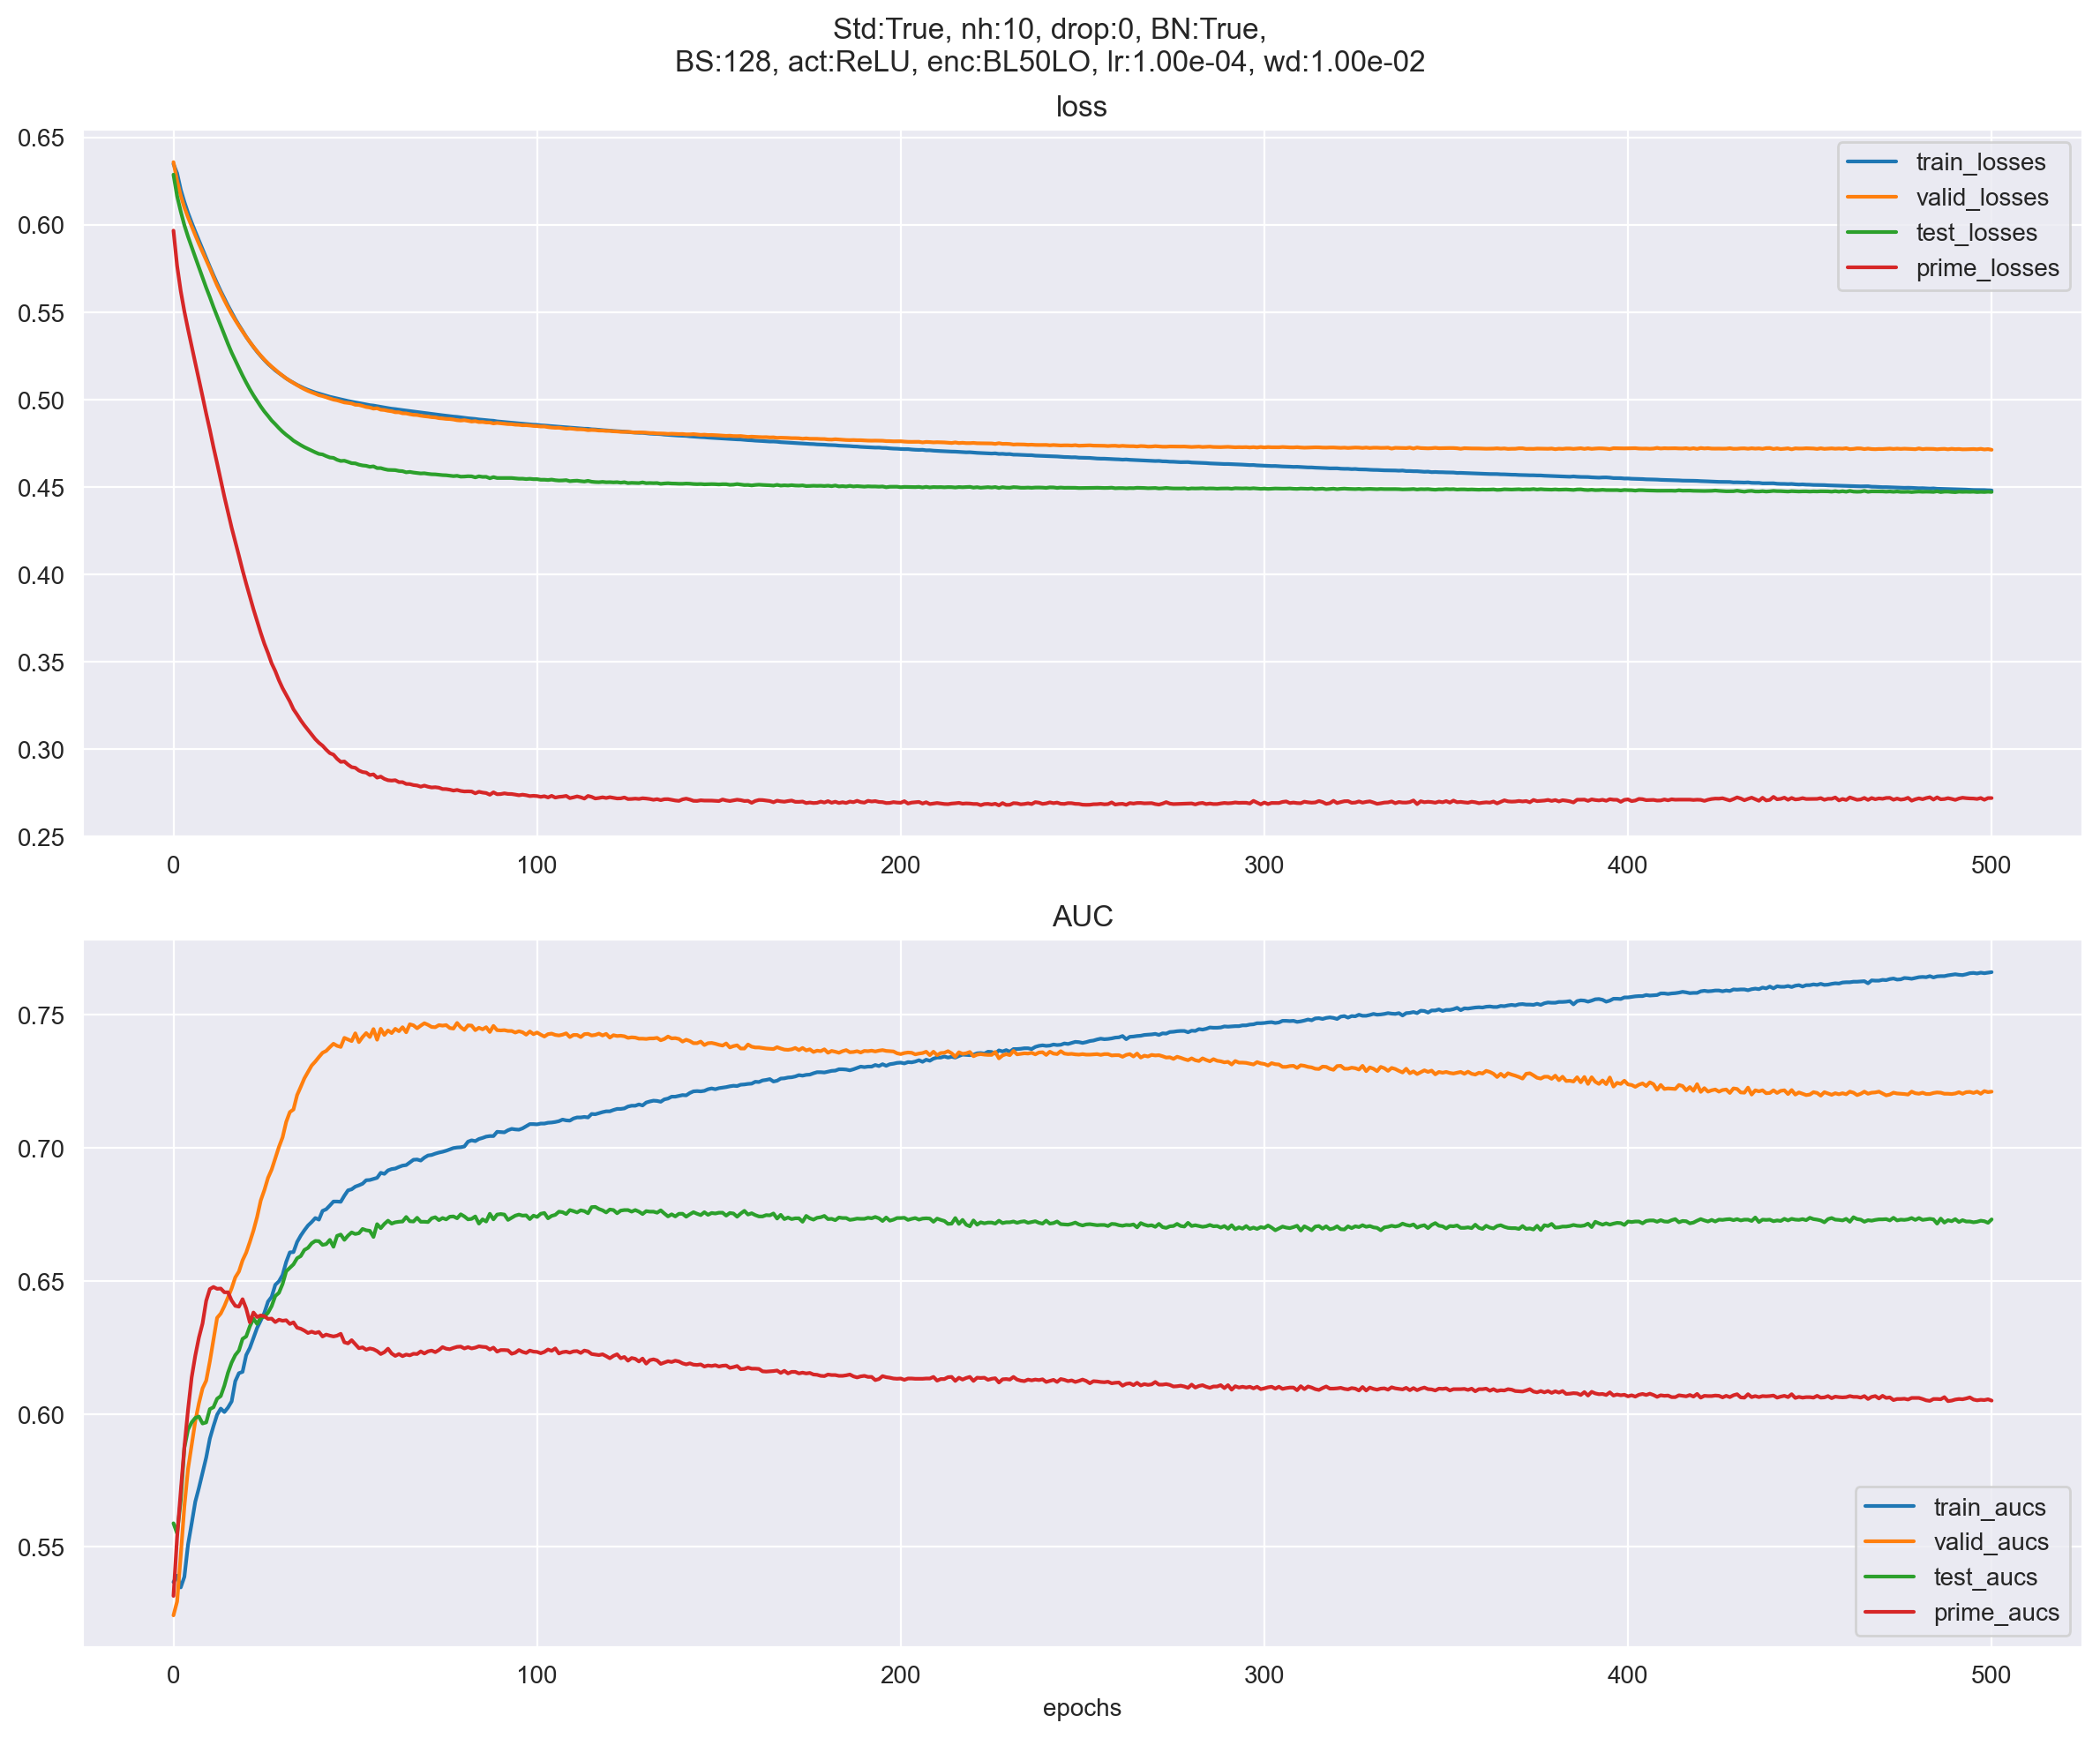 Std:True, nh:10, drop:0, BN:True,
BS:128, act:ReLU, enc:BL50LO, lr:1.00e-04, wd:1.00e-02
loss
0.65
0.60
0.55
0.50
0.45
0.40
0.35
0.30
0.25
train_losses
valid_losses
test_losses
prime_losses
0 100 200 300 400 500
AUC
0.75
0.70
0.65
0.60
0.55
train_aucs
valid_aucs
test_aucs
prime_aucs
0 100 200 300 400 500
epochs